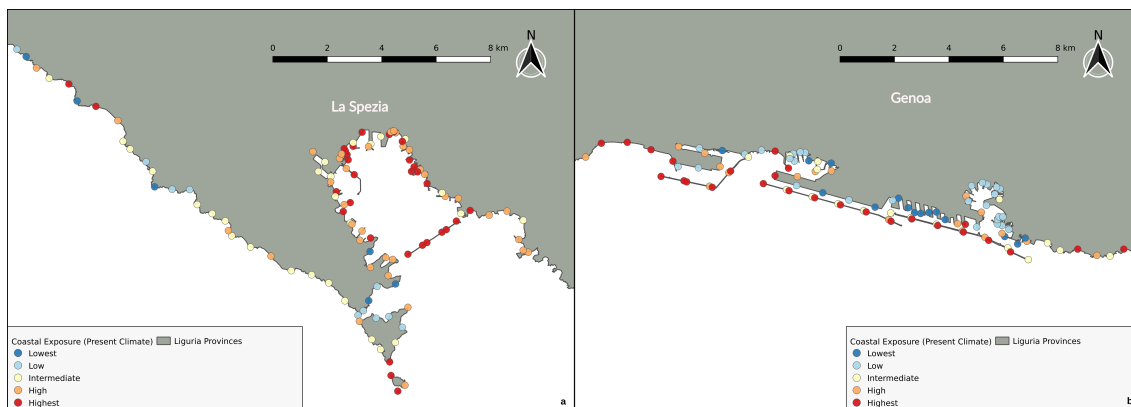 N
0 2 4 6 8 km
La Spezia
Coastal Exposure (Present Climate) Liguria Provinces
Lowest
Low
Intermediate
High
Highest
a
N
0 2 4 6 8 km
Genoa
Coastal Exposure (Present Climate) Liguria Provinces
Lowest
Low
Intermediate
High
Highest
b